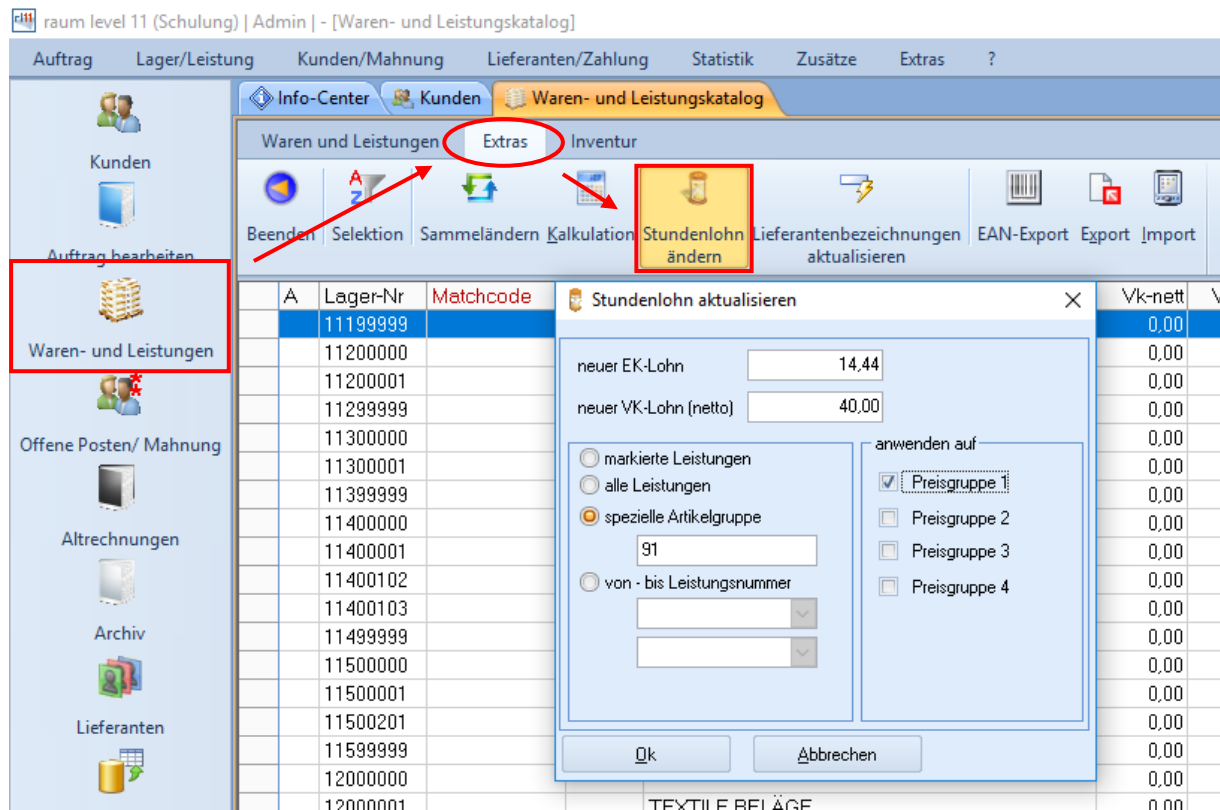 raum level 11 (Schulung) | Admin | - [Waren- und Leistungskatalog]
Auftrag Lager/Leistung Kunden/Mahnung Lieferanten/Zahlung Statistik Zusätze Extras ?
Info-Center Kunden Waren- und Leistungskatalog
Waren und Leistungen Extras Inventur
Beenden Selektion Sammeländern Kalkulation Stundenlohn ändern Lieferantenbezeichnungen aktualisieren EAN-Export Export Import
Kunden
Auftrag bearbeiten
Waren- und Leistungen
Offene Posten/ Mahnung
Altrechnungen
Archiv
Lieferanten
A Lager-Nr Matchcode Vk-nett
11199999 0,00
11200000 0,00
11200001 0,00
11299999 0,00
11300000 0,00
11300001 0,00
11399999 0,00
11400000 0,00
11400001 0,00
11400102 0,00
11400103 0,00
11499999 0,00
11500000 0,00
11500001 0,00
11500201 0,00
11599999 0,00
12000000 0,00
12000001 TEXTILE BELÄGE 0,00
Stundenlohn aktualisieren
neuer EK-Lohn 14,44
neuer VK-Lohn (netto) 40,00
markierte Leistungen
alle Leistungen
spezielle Artikelgruppe
91
von - bis Leistungsnummer
anwenden auf
Preisgruppe 1
Preisgruppe 2
Preisgruppe 3
Preisgruppe 4
Ok Abbrechen